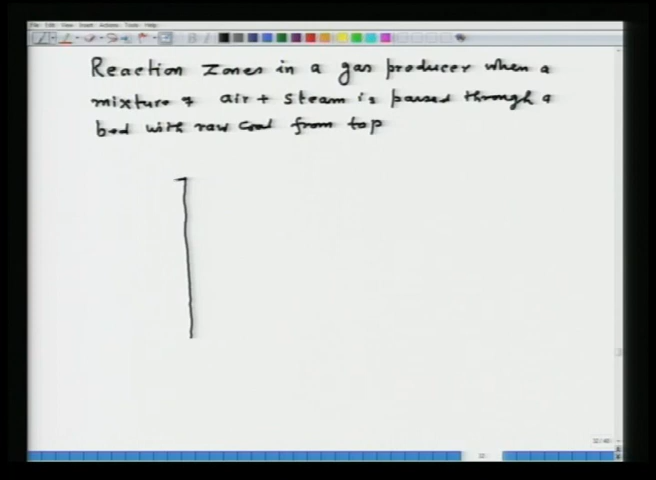 Reaction Zones in a gas producer when a
mixture of air + steam is passed through a
bed with raw coal from top